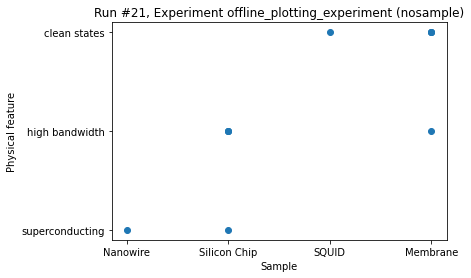 Run #21, Experiment offline_plotting_experiment (nosample)
clean states
high bandwidth
superconducting
Physical feature
Nanowire
Silicon Chip
SQUID
Membrane
Sample